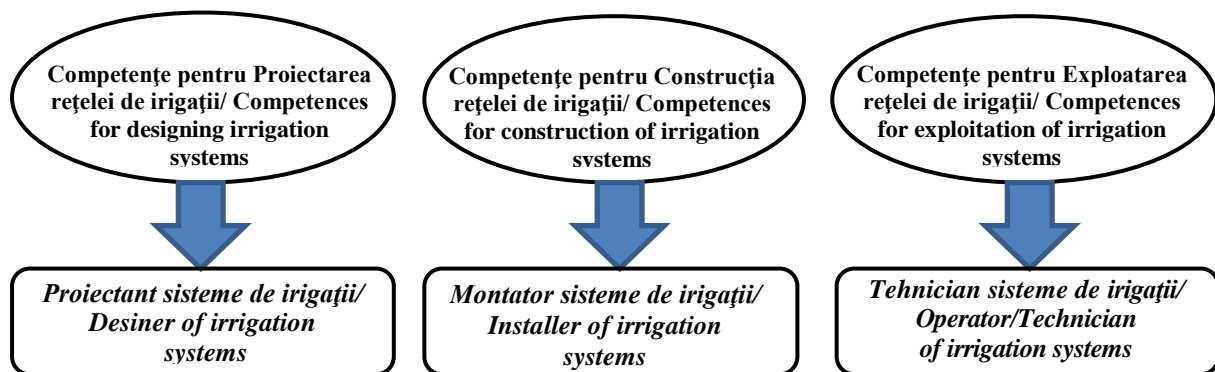 Competenţe pentru Proiectarea
reţelei de irigaţii/ Competences
for designing irrigation
systems
Competenţe pentru Construcţia
reţelei de irigaţii/ Competences
for construction of irrigation
systems
Competenţe pentru Exploatarea
reţelei de irigaţii/ Competences
for exploitation of irrigation
systems
Proiectant sisteme de irigaţii/
Desiner of irrigation
systems
Montator sisteme de irigaţii/
Installer of irrigation
systems
Tehnician sisteme de irigaţii/
Operator/Technician
of irrigation systems